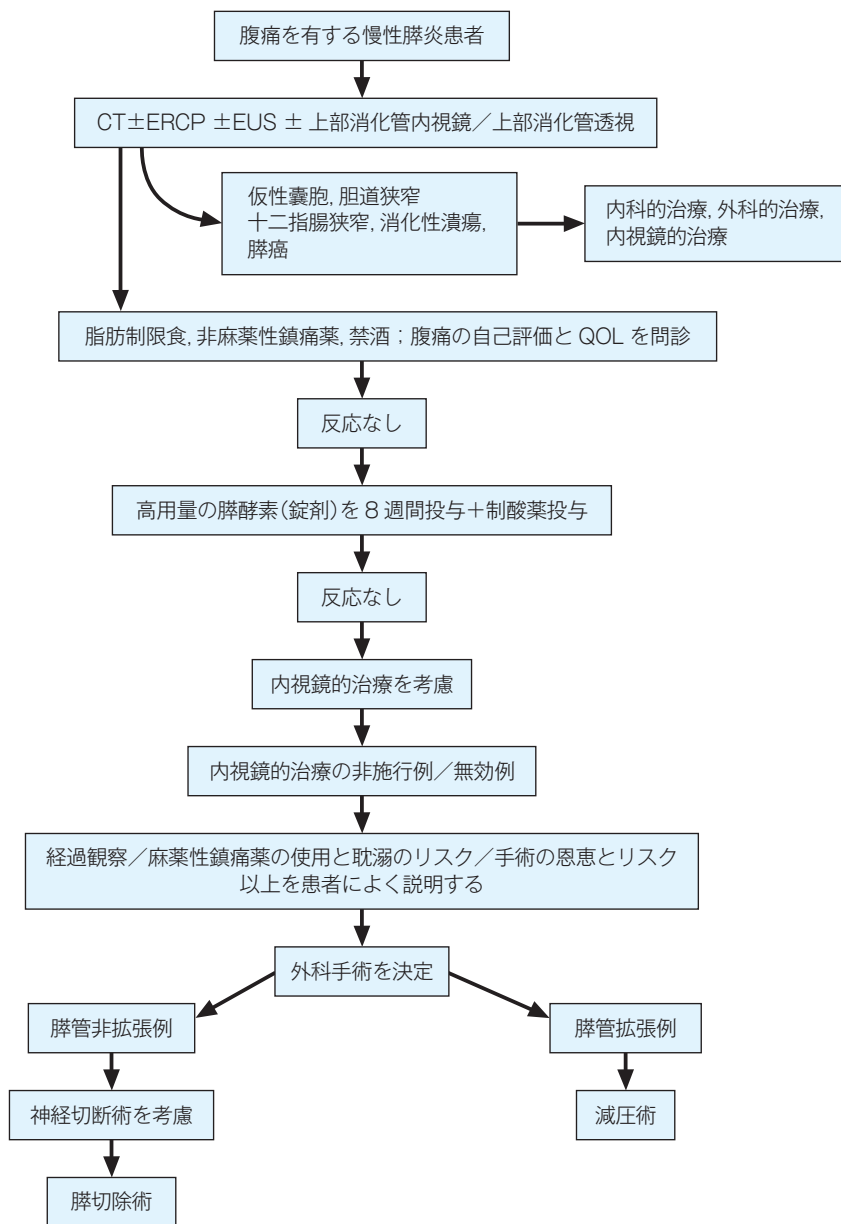 腹痛を有する慢性膵炎患者
CT±ERCP ±EUS ± 上部消化管内視鏡／上部消化管透視
仮性囊胞, 胆道狭窄
十二指腸狭窄, 消化性潰瘍,
膵癌
内科的治療, 外科的治療,
内視鏡的治療
脂肪制限食, 非麻薬性鎮痛薬, 禁酒；腹痛の自己評価と QOL を問診
反応なし
高用量の膵酵素（錠剤）を 8 週間投与＋制酸薬投与
反応なし
内視鏡的治療を考慮
内視鏡的治療の非施行例／無効例
経過観察／麻薬性鎮痛薬の使用と耽溺のリスク／手術の恩恵とリスク
以上を患者によく説明する
外科手術を決定
膵管非拡張例
膵管拡張例
神経切断術を考慮
減圧術
膵切除術